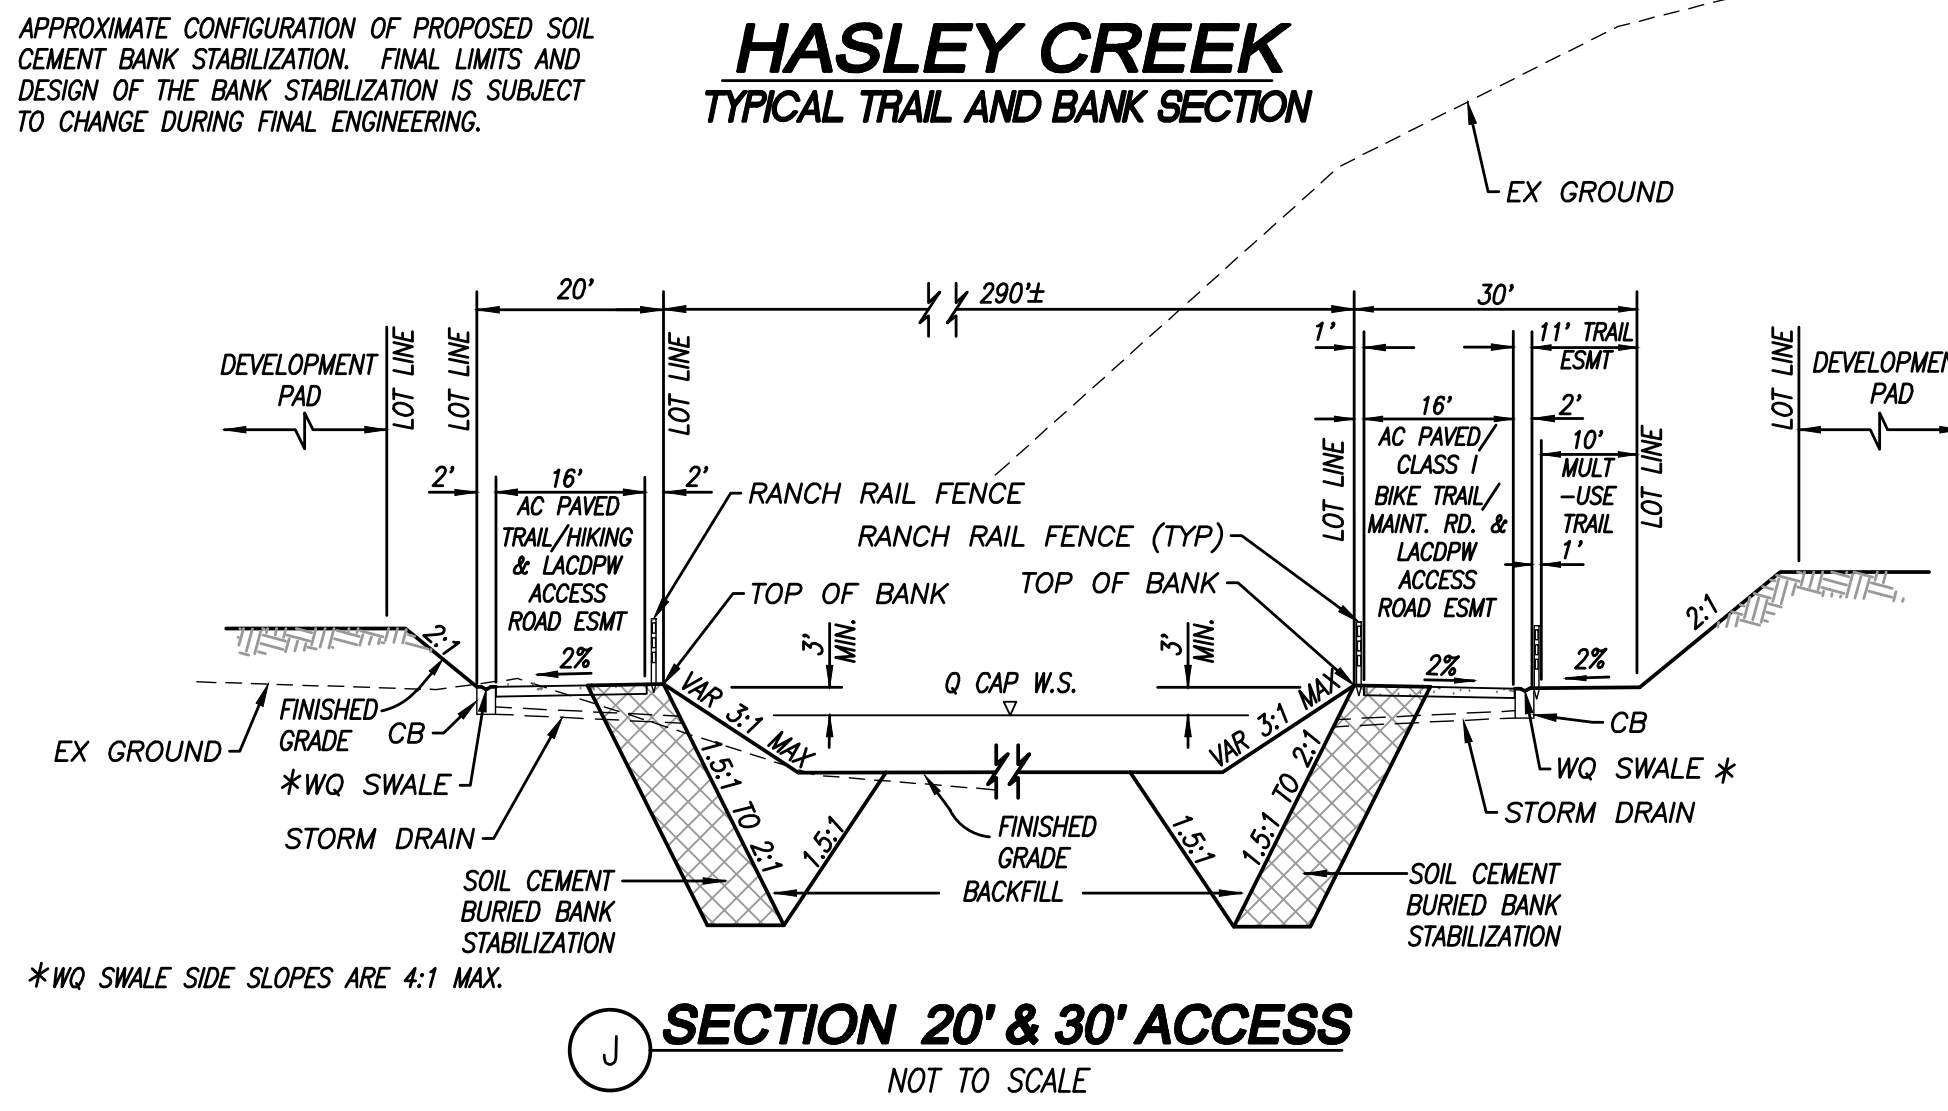 APPROXIMATE CONFIGURATION OF PROPOSED SOIL
CEMENT BANK STABILIZATION. FINAL LIMITS AND
DESIGN OF THE BANK STABILIZATION IS SUBJECT
TO CHANGE DURING FINAL ENGINEERING.
HASLEY CREEK
TYPICAL TRAIL AND BANK SECTION
EX GROUND
20'
290'±
30'
1'
11' TRAIL
ESMT
DEVELOPMENT
PAD
LOT LINE
LOT LINE
LOT LINE
LOT LINE
LOT LINE
LOT LINE
DEVELOPMEN
PAD
2'
16'
AC PAVED
TRAIL/HIKING
& LACDPW
ACCESS
ROAD ESMT
2'
16'
AC PAVED/
CLASS I
BIKE TRAIL/
MAINT. RD. &
LACDPW
ACCESS
ROAD ESMT
2'
10'
MULT
-USE
TRAIL
1'
RANCH RAIL FENCE
RANCH RAIL FENCE (TYP)
TOP OF BANK
TOP OF BANK
3'
MIN.
3'
MIN.
2:1
2%
2%
2%
2:1
Q CAP W.S.
VAR 3:1 MAX
VAR 3:1 MAX
1.5:1 TO 2:1
1.5:1
1.5:1
1.5:1 TO 2:1
FINISHED
GRADE
CB
EX GROUND
*WQ SWALE
STORM DRAIN
CB
WQ SWALE *
STORM DRAIN
FINISHED
GRADE
BACKFILL
SOIL CEMENT
BURIED BANK
STABILIZATION
SOIL CEMENT
BURIED BANK
STABILIZATION
*WQ SWALE SIDE SLOPES ARE 4:1 MAX.
J
SECTION 20' & 30' ACCESS
NOT TO SCALE